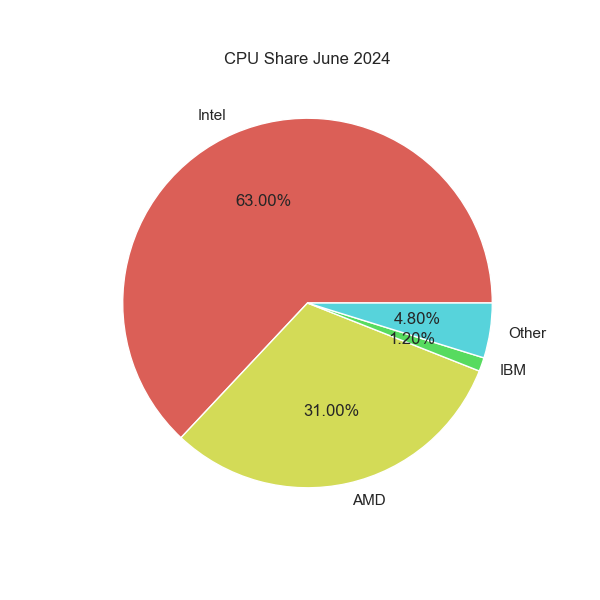 CPU Share June 2024
Intel
63.00%
4.80%
Other
1.20%
IBM
31.00%
AMD